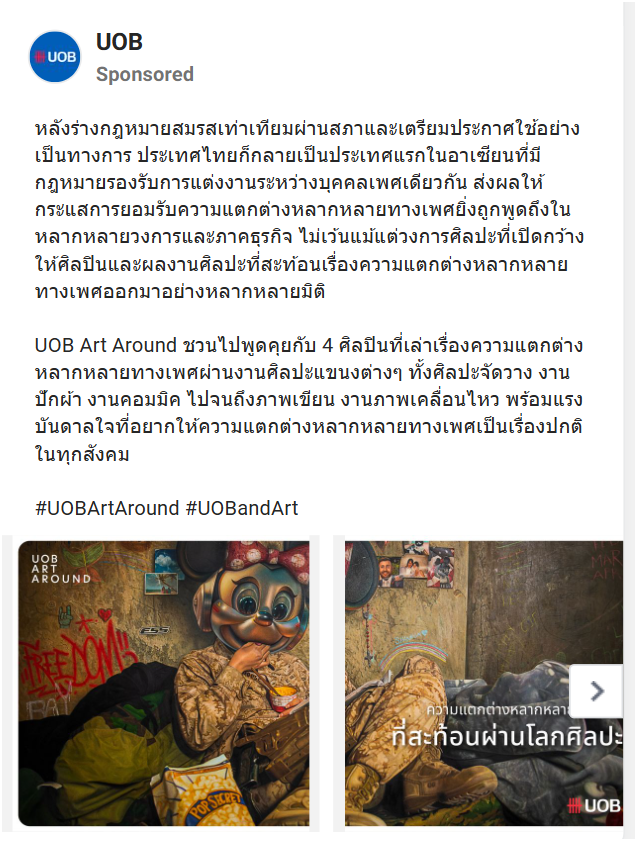 UOB
UOB
Sponsored
หลังร่างกฎหมายสมรสเท่าเทียมผ่านสภาและเตรียมประกาศใช้อย่าง
เป็นทางการ ประเทศไทยก็กลายเป็นประเทศแรกในอาเซียนที่มี
กฎหมายรองรับการแต่งงานระหว่างบุคคลเพศเดียวกัน ส่งผลให้
กระแสการยอมรับความแตกต่างหลากหลายทางเพศยิ่งถูกพูดถึงใน
หลากหลายวงการและภาคธุรกิจ ไม่เว้นแม้แต่วงการศิลปะที่เปิดกว้าง
ให้ศิลปินและผลงานศิลปะที่สะท้อนเรื่องความแตกต่างหลากหลาย
ทางเพศออกมาอย่างหลากหลายมิติ
UOB Art Around ชวนไปพูดคุยกับ 4 ศิลปินที่เล่าเรื่องความแตกต่าง
หลากหลายทางเพศผ่านงานศิลปะแขนงต่างๆ ทั้งศิลปะจัดวาง งาน
ปักผ้า งานคอมมิค ไปจนถึงภาพเขียน งานภาพเคลื่อนไหว พร้อมแรง
บันดาลใจที่อยากให้ความแตกต่างหลากหลายทางเพศเป็นเรื่องปกติ
ในทุกสังคม
#UOBArtAround #UOBandArt
UOB
ART
AROUND
FREEDOM!!
POP SECRET
ความแตกต่างหลากหลา
ที่สะท้อนผ่านโลกศิลปะ
UOB